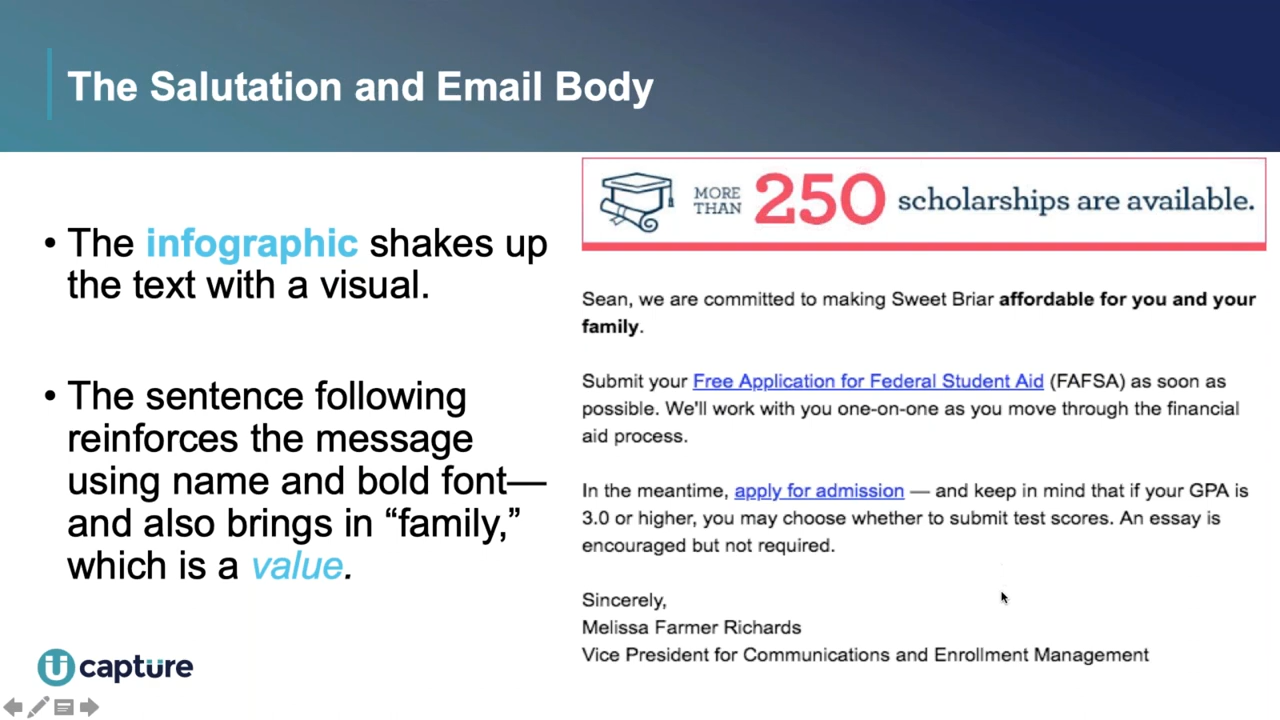 The Salutation and Email Body
• The infographic shakes up
the text with a visual.
• The sentence following
reinforces the message
using name and bold font—
and also brings in “family,”
which is a value.
MORE
THAN
250 scholarships are available.
Sean, we are committed to making Sweet Briar affordable for you and your
family.
Submit your Free Application for Federal Student Aid (FAFSA) as soon as
possible. We'll work with you one-on-one as you move through the financial
aid process.
In the meantime, apply for admission — and keep in mind that if your GPA is
3.0 or higher, you may choose whether to submit test scores. An essay is
encouraged but not required.
Sincerely,
Melissa Farmer Richards
Vice President for Communications and Enrollment Management
U capture